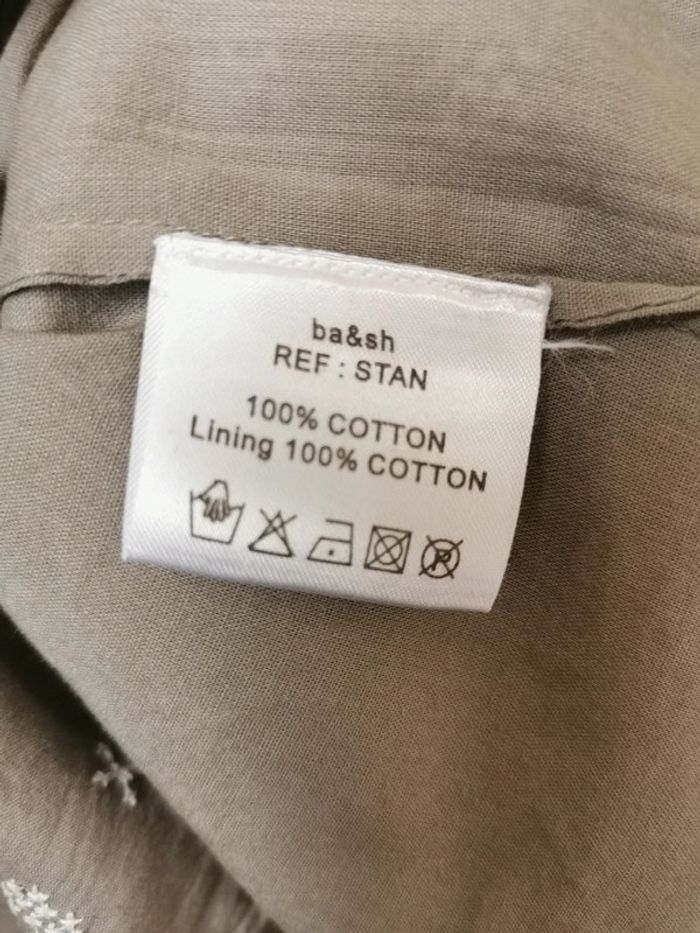 ba&sh
REF : STAN
100% COTTON
Lining 100% COTTON
P